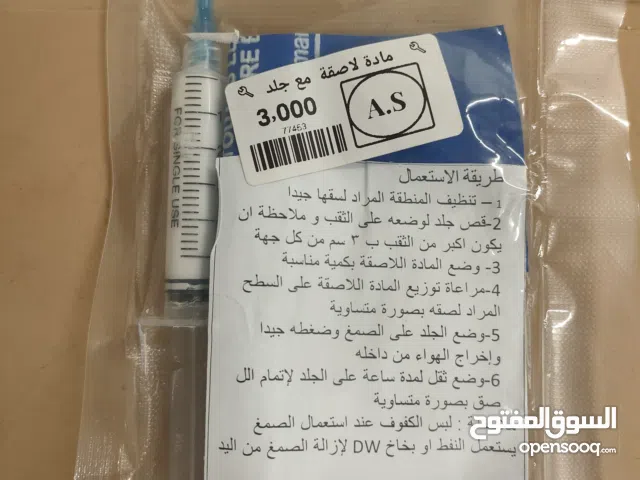 مادة لاصقة مع جلد
3,000
77463
A.S
FOR SINGLE USE
طريقة الاستعمال
1- تنظيف المنطقة المراد لسقها جيدا
2-قص جلد لوضعه على الثقب و ملاحظة ان
يكون اكبر من الثقب ب ٣ سم من كل جهة
3- وضع المادة اللاصقة بكمية مناسبة
4-مراعاة توزيع المادة اللاصقة على السطح
المراد لصقه بصورة متساوية
5-وضع الجلد على الصمغ وضغطه جيدا
وإخراج الهواء من داخله
6-وضع ثقل لمدة ساعة على الجلد لإتمام الل
صق بصورة متساوية
: لبس الكفوف عند استعمال الصمغ
يستعمل النفط او بخاخ DW لإزالة الصمغ من اليد
السوق المفتوح
opensooq.com